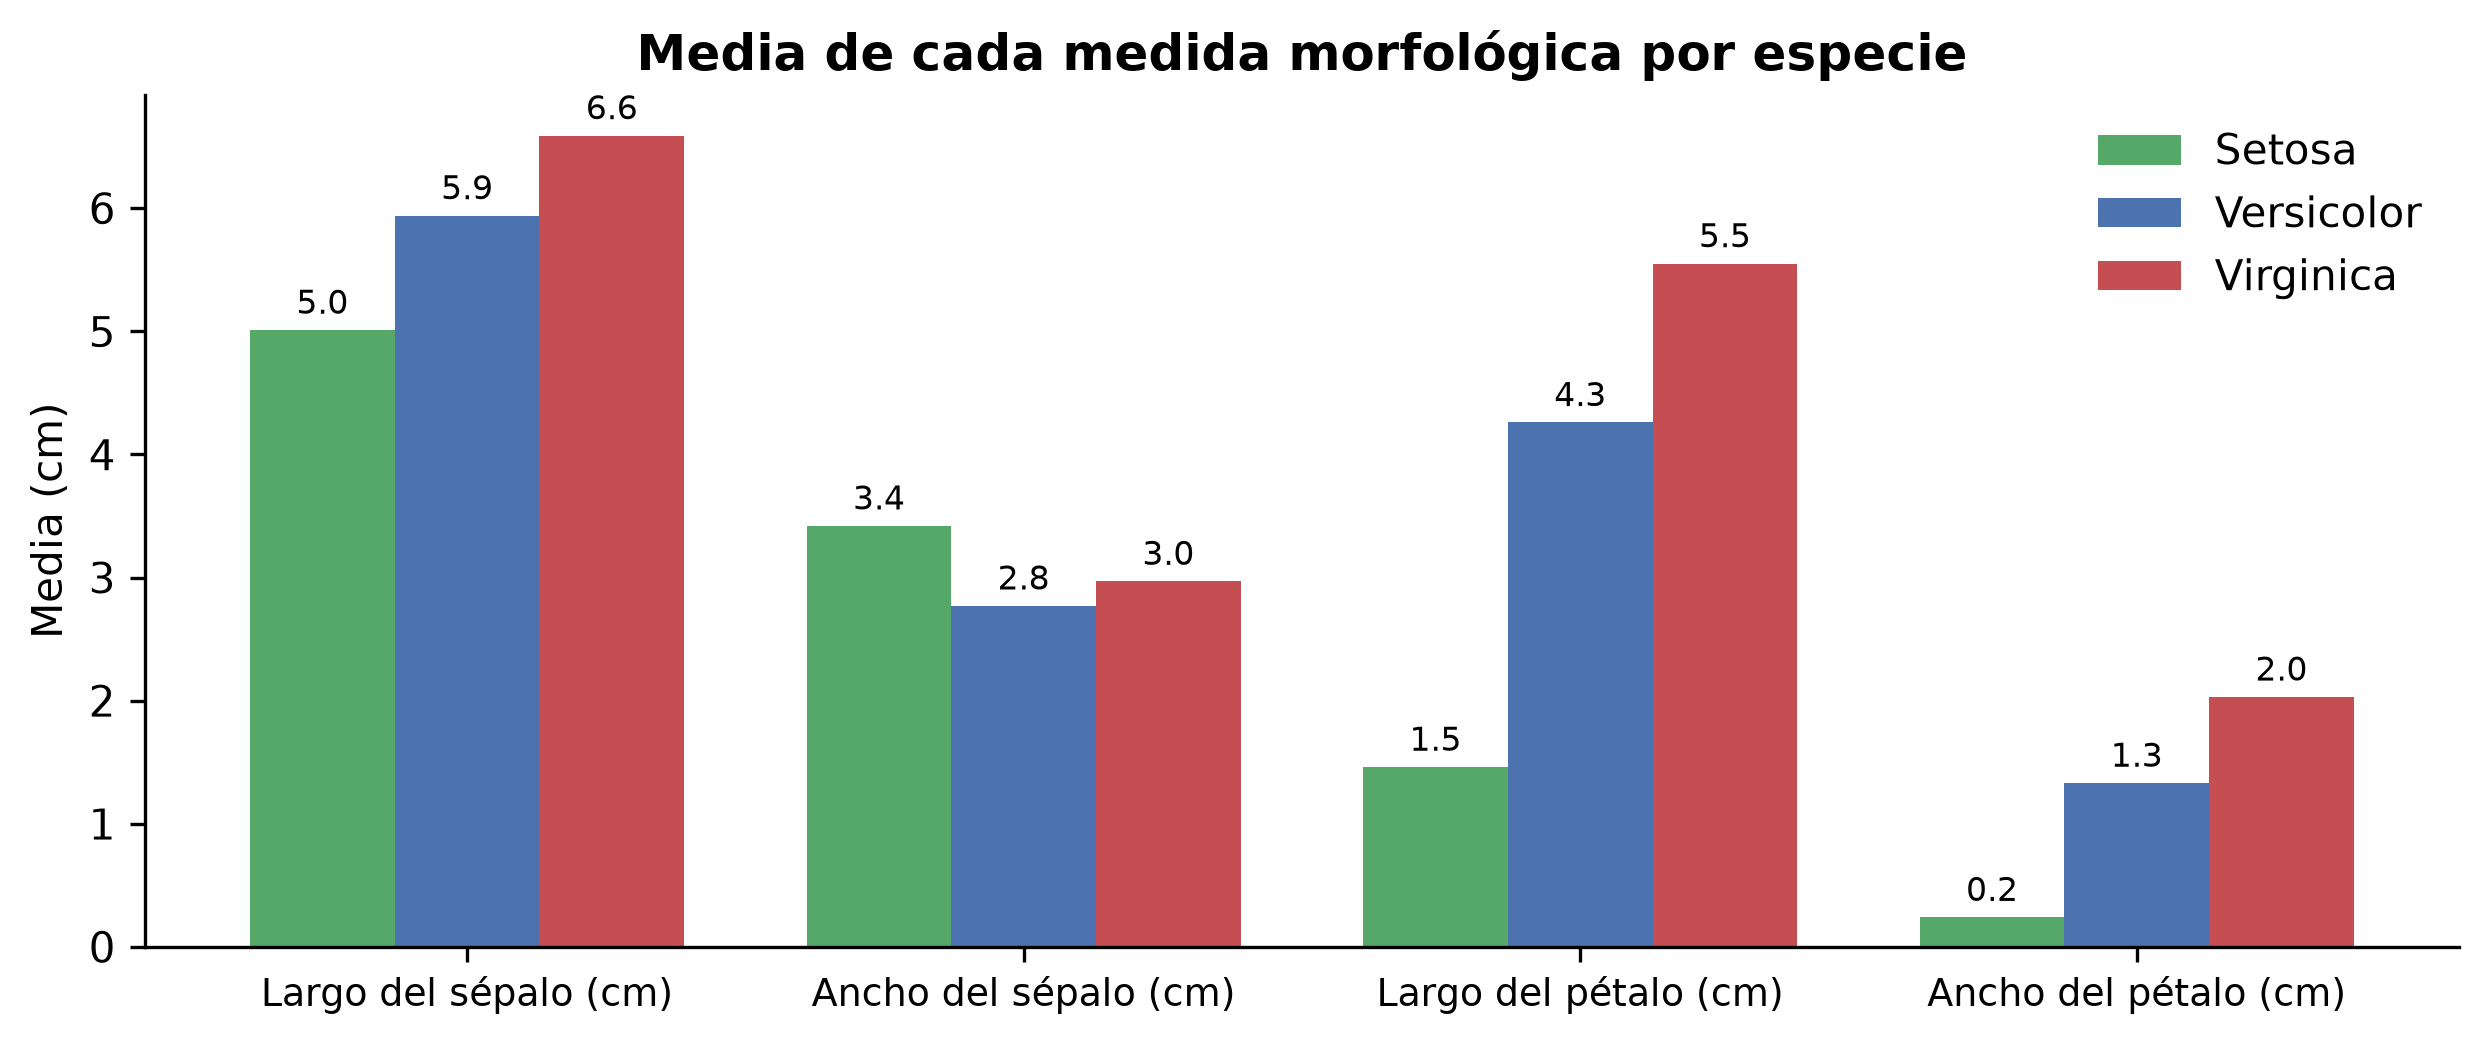 Media de cada medida morfológica por especie
Media (cm)
6
5
4
3
2
1
0
5.0
5.9
6.6
3.4
2.8
3.0
1.5
4.3
5.5
0.2
1.3
2.0
Setosa
Versicolor
Virginica
Largo del sépalo (cm)
Ancho del sépalo (cm)
Largo del pétalo (cm)
Ancho del pétalo (cm)